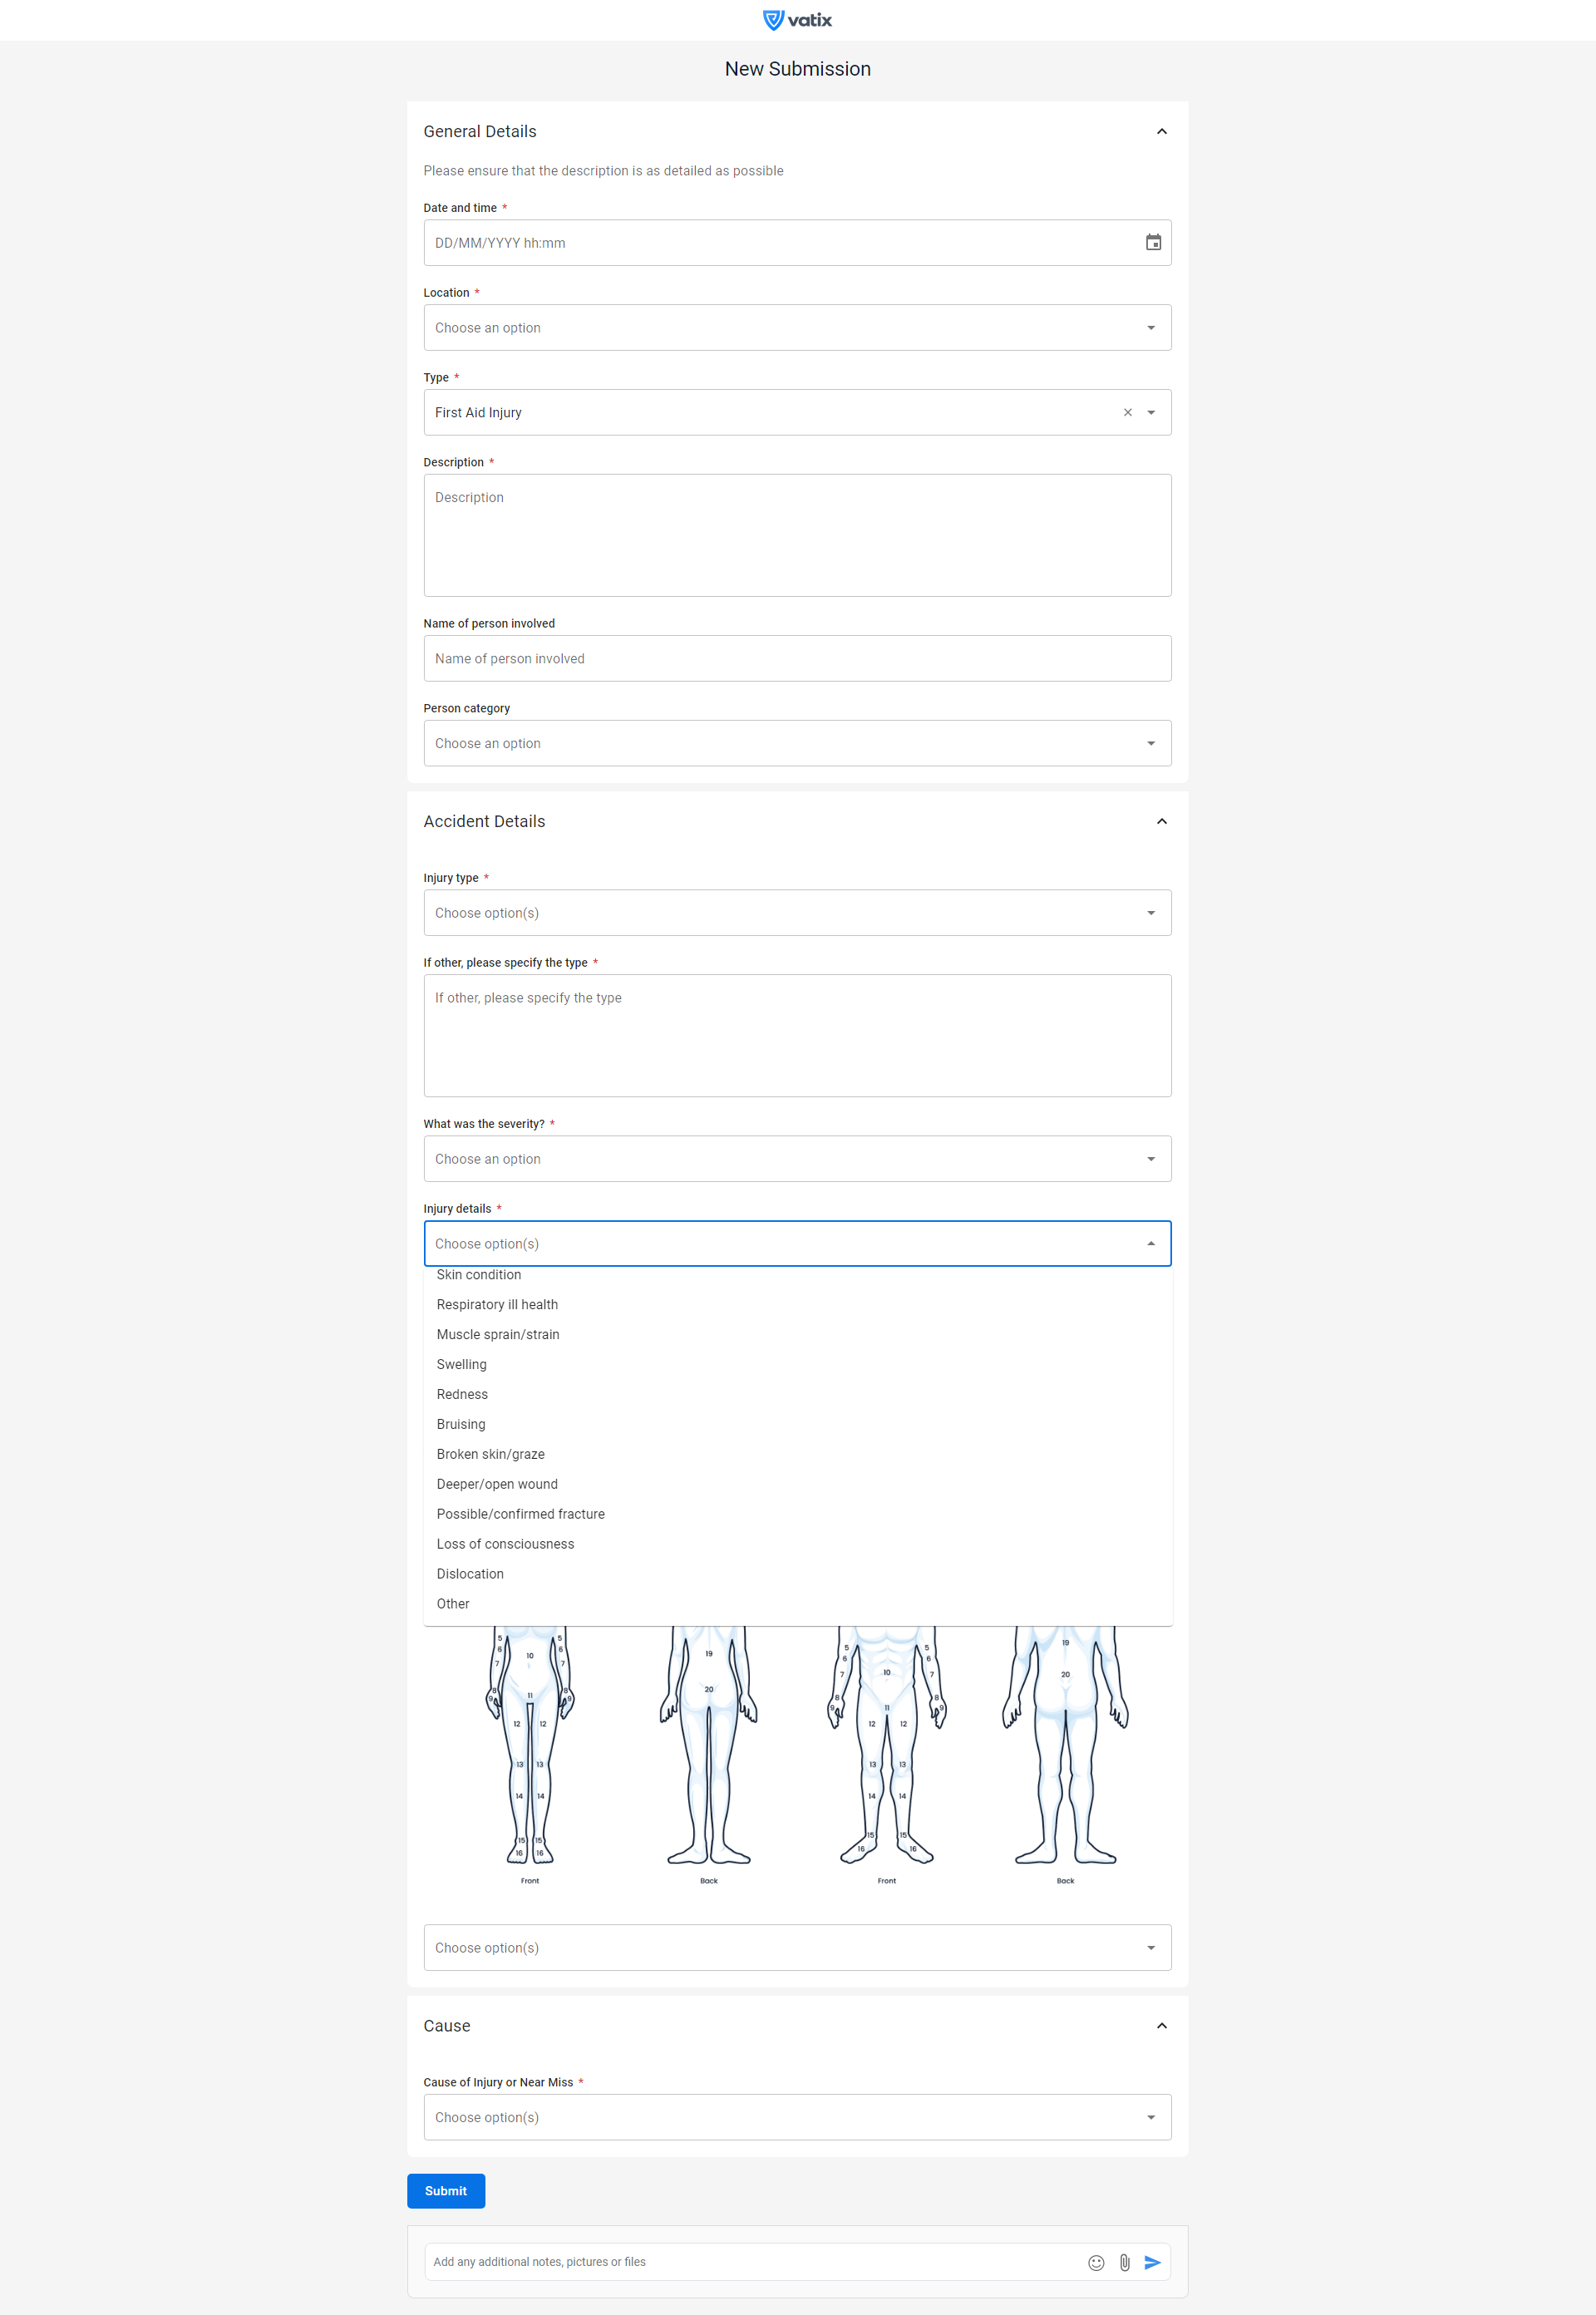 vatix
New Submission
General Details
Please ensure that the description is as detailed as possible
Date and time *
DD/MM/YYYY hh:mm
Location *
Choose an option
Type *
First Aid Injury
Description *
Description
Name of person involved
Name of person involved
Person category
Choose an option
Accident Details
Injury type *
Choose option(s)
If other, please specify the type *
If other, please specify the type
What was the severity? *
Choose an option
Injury details *
Choose option(s)
Skin condition
Respiratory ill health
Muscle sprain/strain
Swelling
Redness
Bruising
Broken skin/graze
Deeper/open wound
Possible/confirmed fracture
Loss of consciousness
Dislocation
Other
5 5 19
6 6 10 19 5 5
7 7 6 6
10 20
7 7
8 8 11 20 8 8
9 9 11 9 9
12 12 12 12
13 13 13 13
14 14 14 14
15 15 15 15
16 16 16 16
Front Back Front Back
Choose option(s)
Cause
Cause of Injury or Near Miss *
Choose option(s)
Submit
Add any additional notes, pictures or files